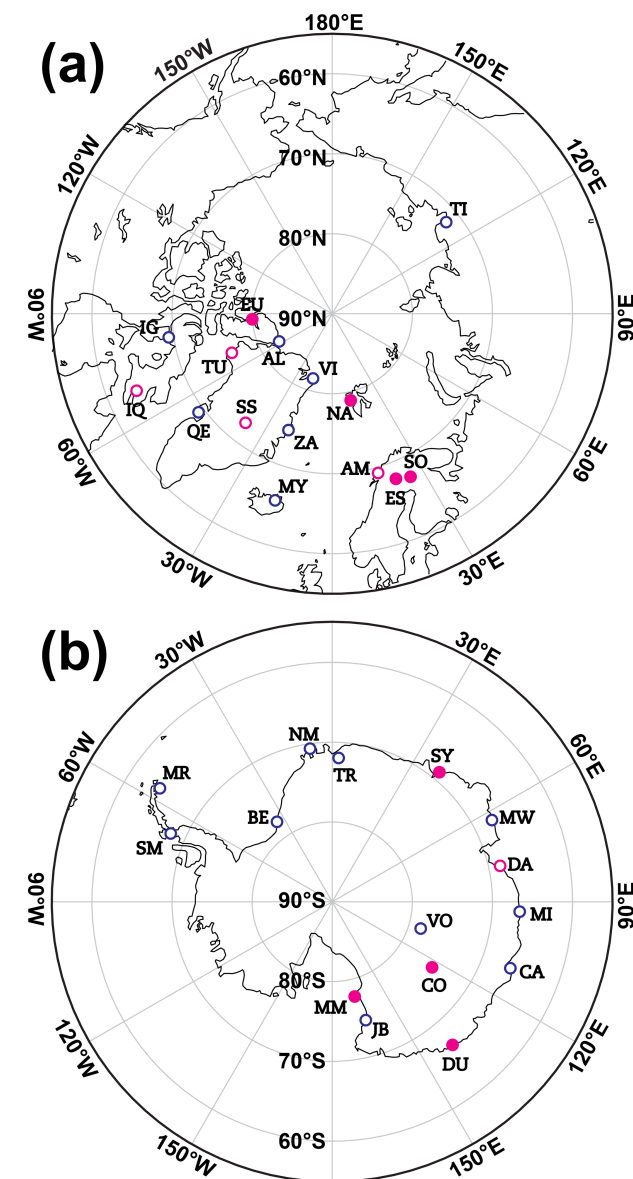 180°E
(a)
150°W
150°E
60°N
120°W
70°N
120°E
TI
80°N
EU
90°W
90°N
90°E
IG
TU
AL
VI
IQ
NA
QE
SS
ZA
60°W
AM
SO
60°E
MY
ES
30°W
30°E
(b)
30°W
30°E
60°W
NM
60°E
TR
SY
MR
BE
MW
SM
DA
90°W
90°S
VO
MI
90°E
CA
80°S
CO
MM
JB
120°W
70°S
DU
120°E
60°S
150°W
150°E